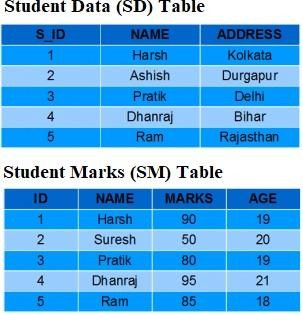 Student Data (SD) Table
S_ID NAME ADDRESS
1 Harsh Kolkata
2 Ashish Durgapur
3 Pratik Delhi
4 Dhanraj Bihar
5 Ram Rajasthan
Student Marks (SM) Table
ID NAME MARKS AGE
1 Harsh 90 19
2 Suresh 50 20
3 Pratik 80 19
4 Dhanraj 95 21
5 Ram 85 18